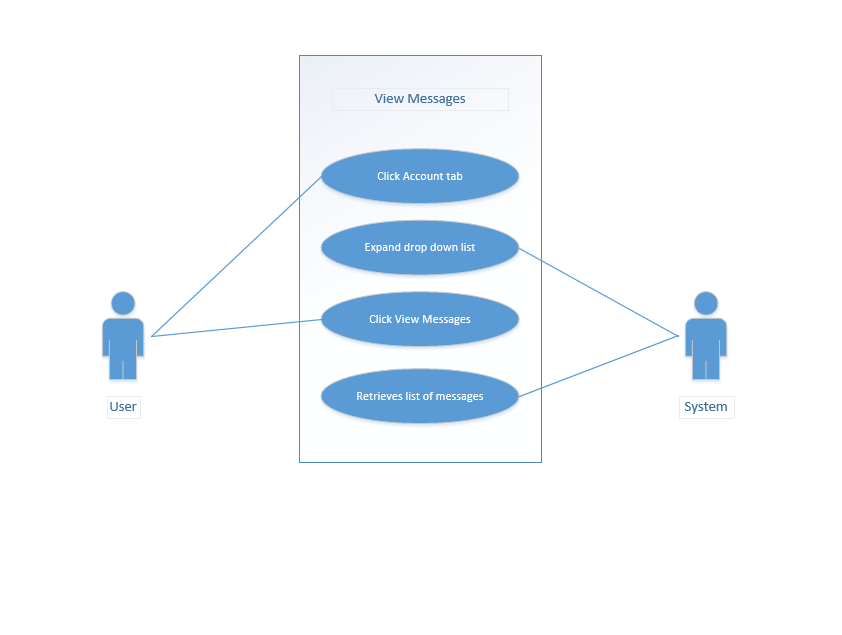 View Messages
Click Account tab
Expand drop down list
Click View Messages
Retrieves list of messages
User
System